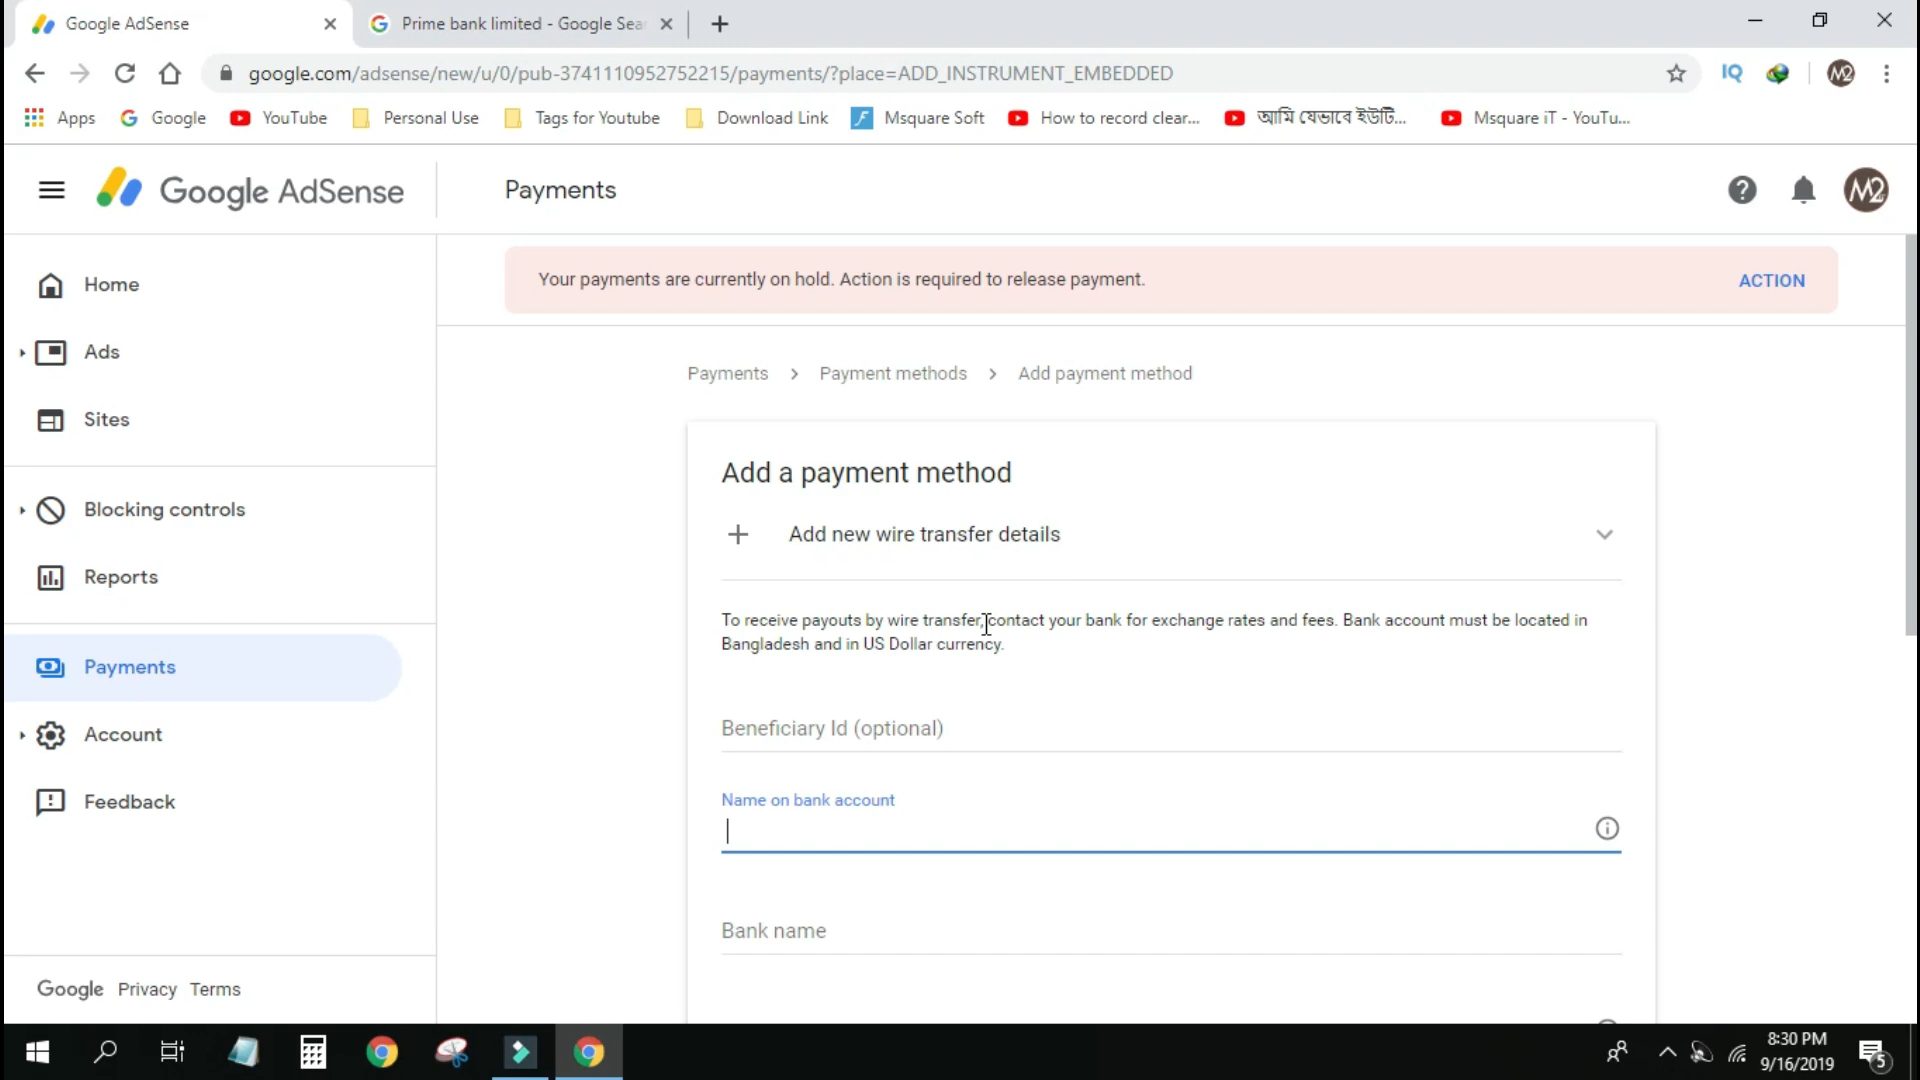 Google AdSense
Prime bank limited - Google Sea
google.com/adsense/new/u/0/pub-3741110952752215/payments/?place=ADD_INSTRUMENT_EMBEDDED
IQ
M2
Apps
Google
YouTube
Personal Use
Tags for Youtube
Download Link
Msquare Soft
How to record clear...
আমি যেভাবে ইউটি...
Msquare iT - YouTu...
Google AdSense
Payments
M2
Home
Ads
Sites
Blocking controls
Reports
Payments
Account
Feedback
Google Privacy Terms
Your payments are currently on hold. Action is required to release payment.
ACTION
Payments > Payment methods > Add payment method
Add a payment method
Add new wire transfer details
To receive payouts by wire transfer, contact your bank for exchange rates and fees. Bank account must be located in
Bangladesh and in US Dollar currency.
Beneficiary Id (optional)
Name on bank account
Bank name
8:30 PM
9/16/2019
5